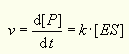 v = d[P]/dt = k·[ES]